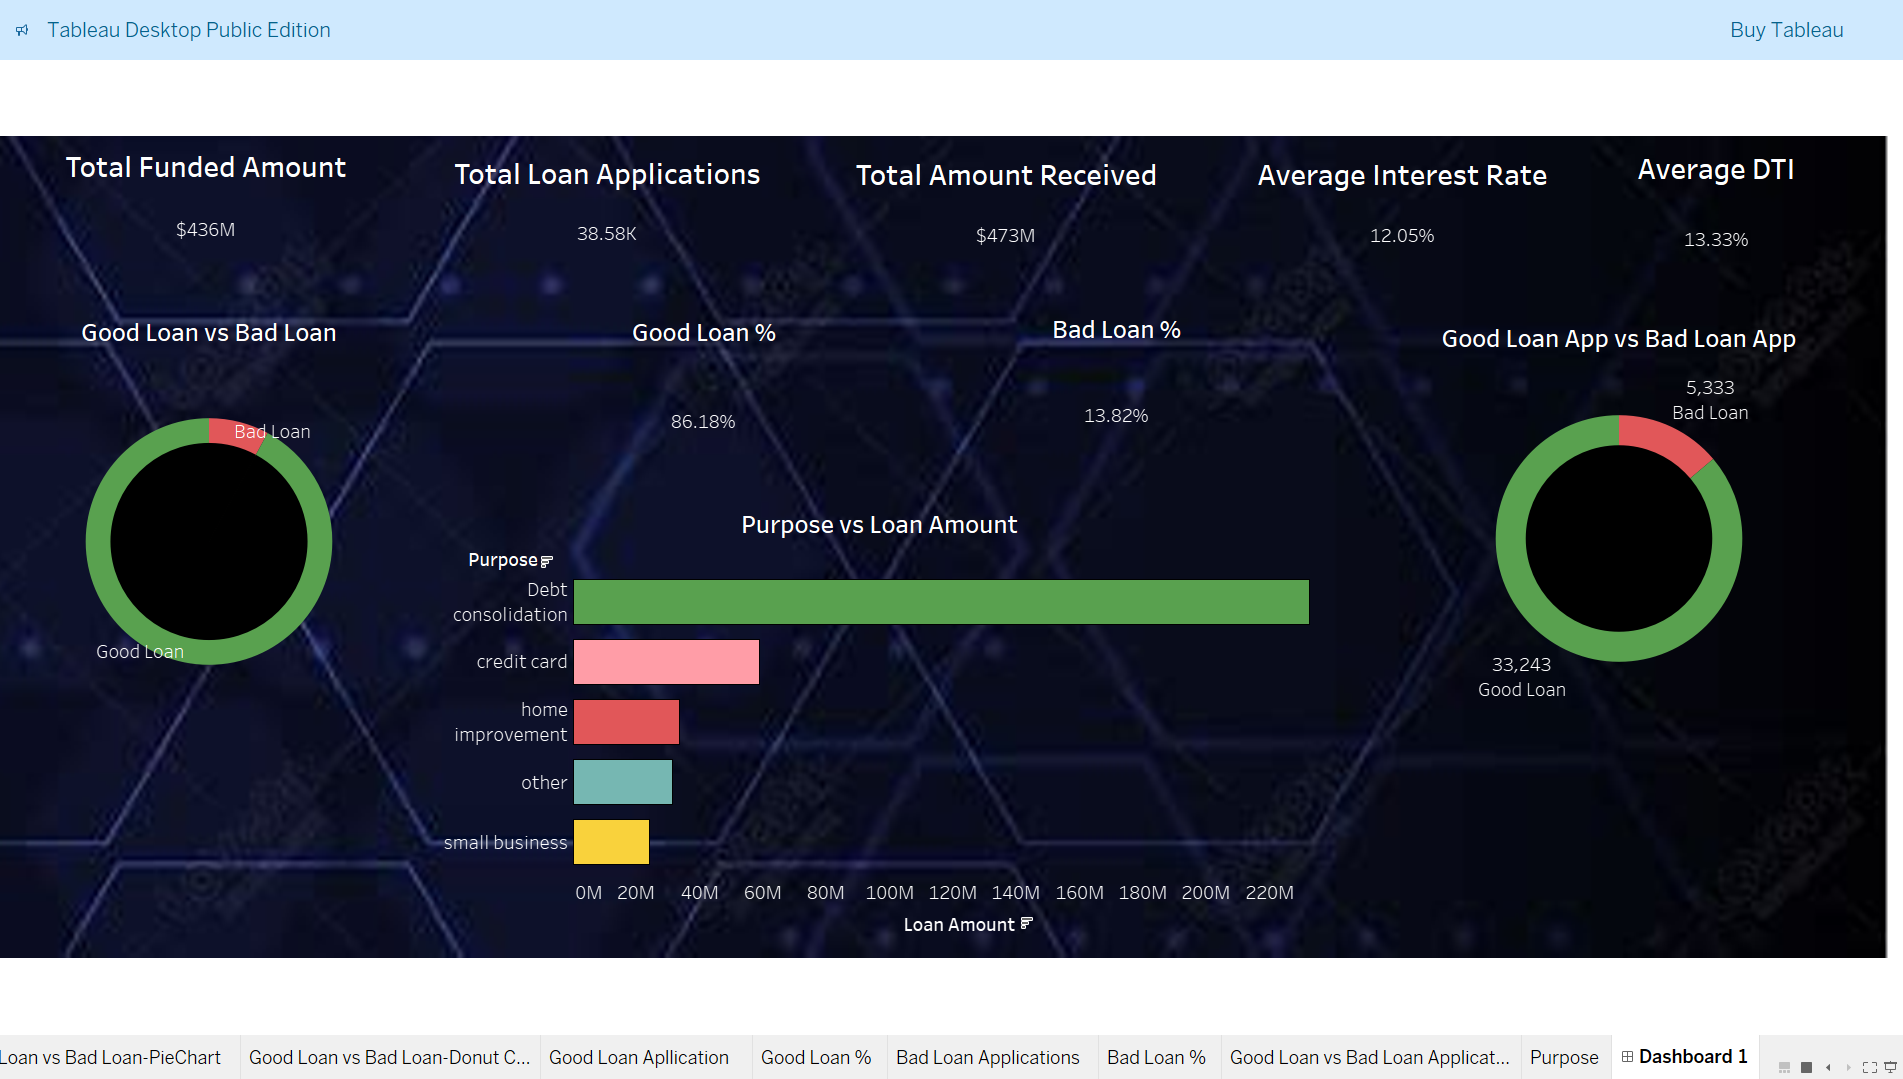 Tableau Desktop Public Edition
Buy Tableau
Total Funded Amount
Total Loan Applications
Total Amount Received
Average Interest Rate
Average DTI
$436M
38.58K
$473M
12.05%
13.33%
Good Loan vs Bad Loan
Good Loan %
Bad Loan %
Good Loan App vs Bad Loan App
86.18%
13.82%
Bad Loan
Good Loan
5,333
Bad Loan
33,243
Good Loan
Purpose vs Loan Amount
Purpose
Debt
consolidation
credit card
home
improvement
other
small business
0M 20M 40M 60M 80M 100M 120M 140M 160M 180M 200M 220M
Loan Amount
Loan vs Bad Loan-PieChart
Good Loan vs Bad Loan-Donut C...
Good Loan Apllication
Good Loan %
Bad Loan Applications
Bad Loan %
Good Loan vs Bad Loan Applicat...
Purpose
Dashboard 1